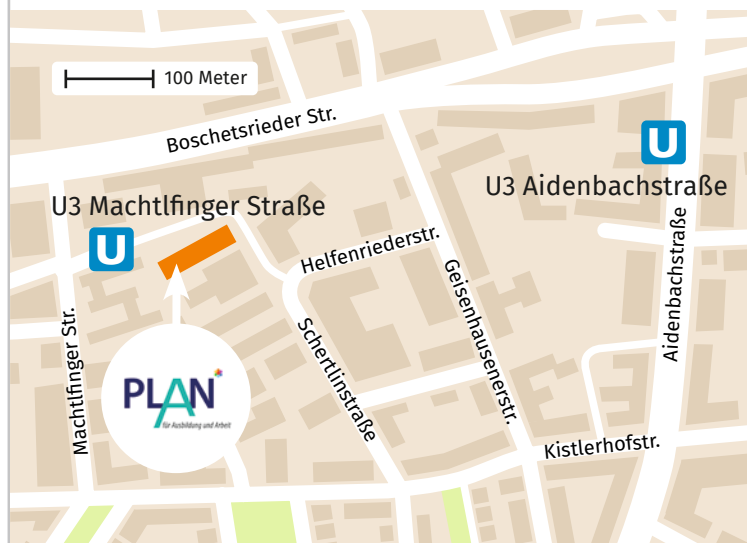 100 Meter
Boschetsrieder Str.
U
U3 Aidenbachstraße
U3 Machtlfinger Straße
U
Helfenriederstr.
Geisenhausenerstr.
Aidenbachstraße
Machtlfinger Str.
Schertlinstraße
PLAN
für Ausbildung und Arbeit
Kistlerhofstr.